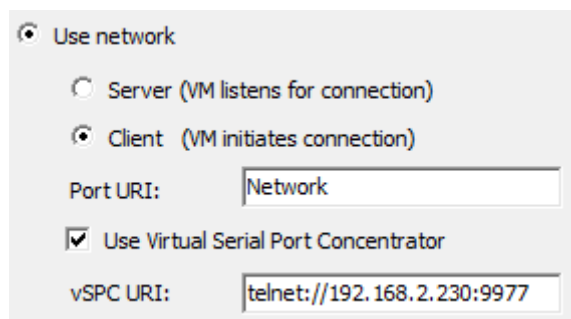 Use network
Server (VM listens for connection)
Client (VM initiates connection)
Port URI: Network
Use Virtual Serial Port Concentrator
vSPC URI: telnet://192.168.2.230:9977